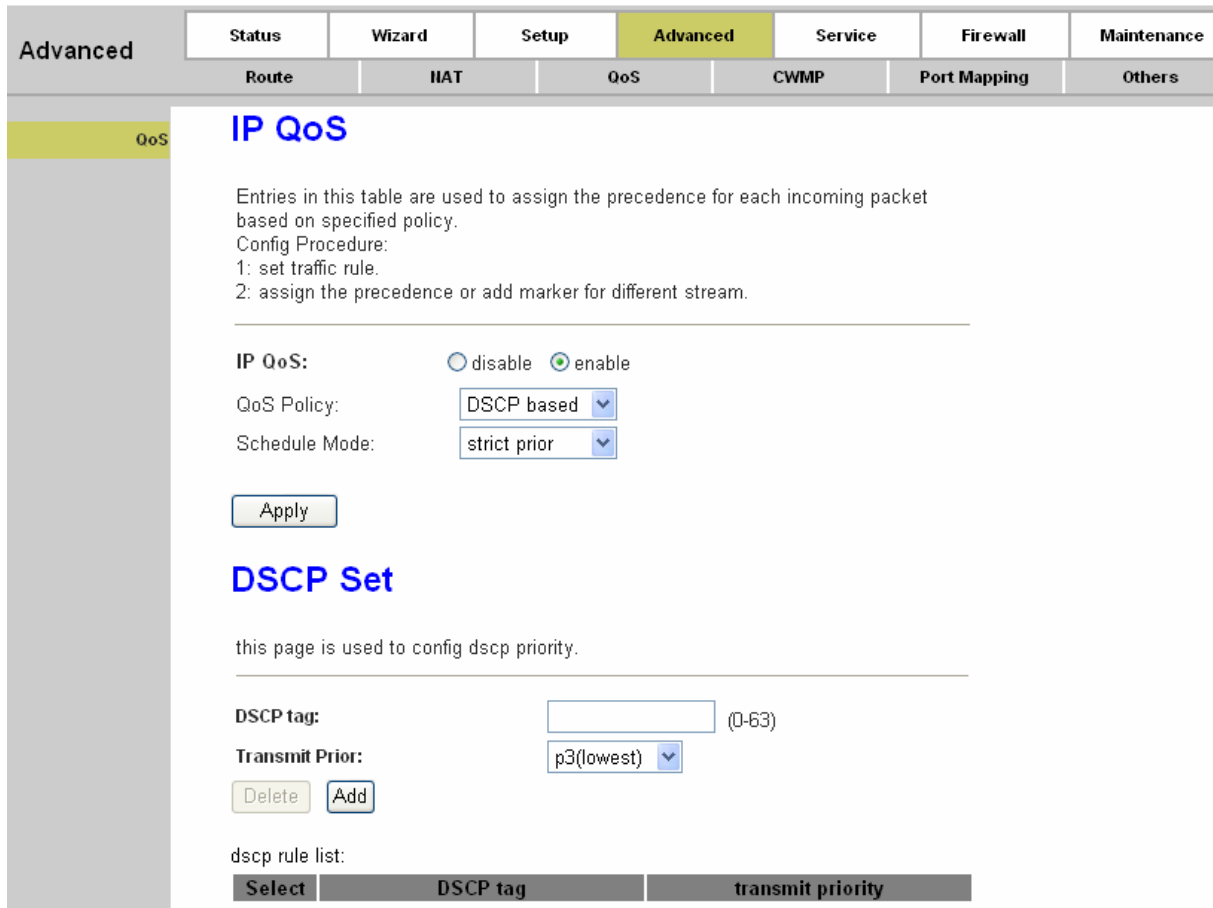 Advanced
Status Wizard Setup Advanced Service Firewall Maintenance
Route NAT QoS CWMP Port Mapping Others
QoS
IP QoS
Entries in this table are used to assign the precedence for each incoming packet
based on specified policy.
Config Procedure:
1: set traffic rule.
2: assign the precedence or add marker for different stream.
IP QoS: disable enable
QoS Policy: DSCP based
Schedule Mode: strict prior
Apply
DSCP Set
this page is used to config dscp priority.
DSCP tag: (0-63)
Transmit Prior: p3(lowest)
Delete Add
dscp rule list:
Select DSCP tag transmit priority